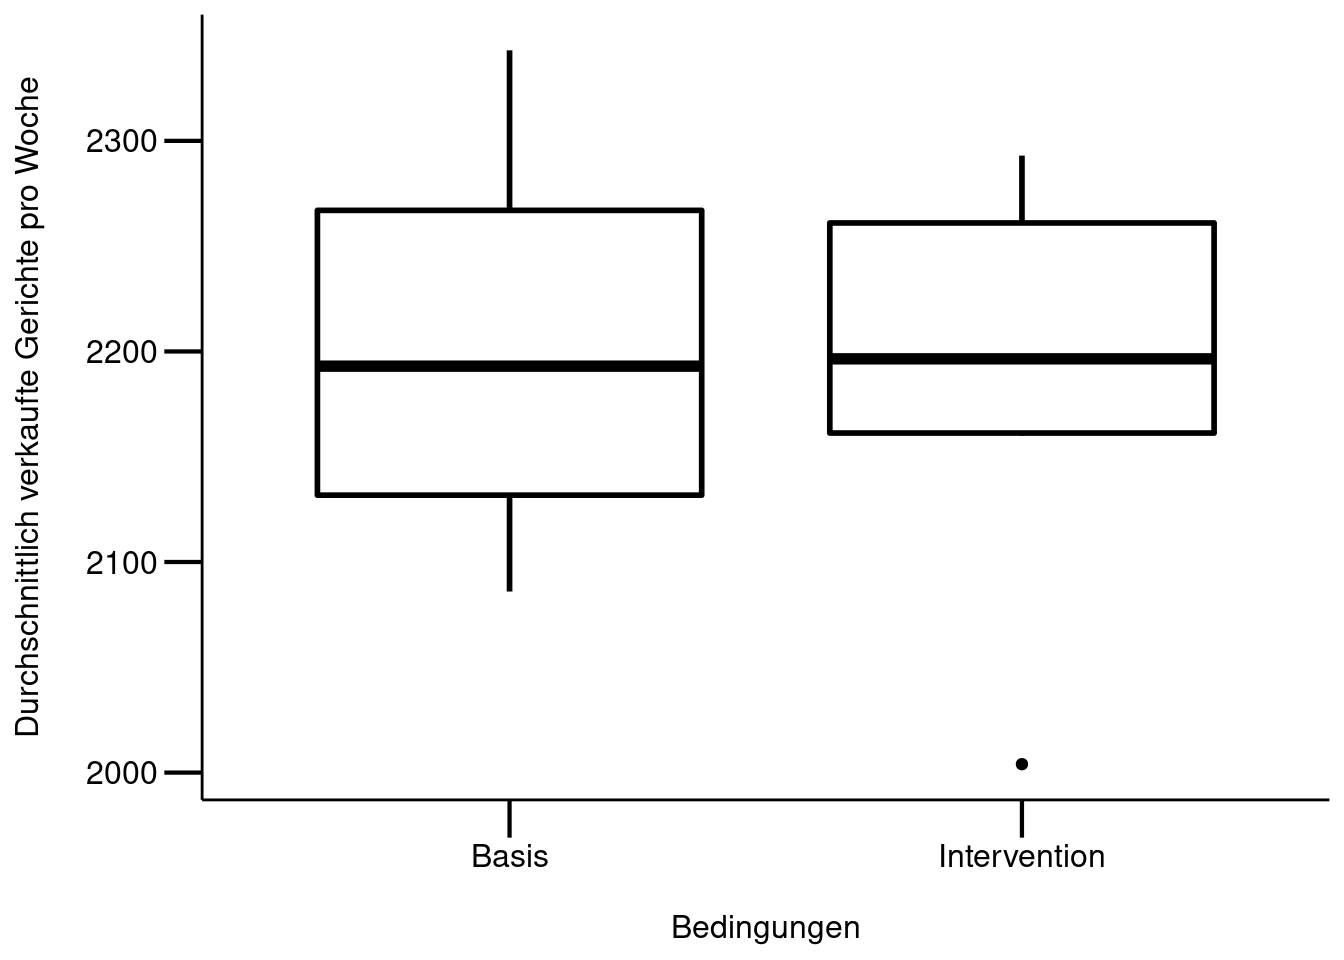 Durchschnittlich verkaufte Gerichte pro Woche
2300
2200
2100
2000
Basis
Intervention
Bedingungen